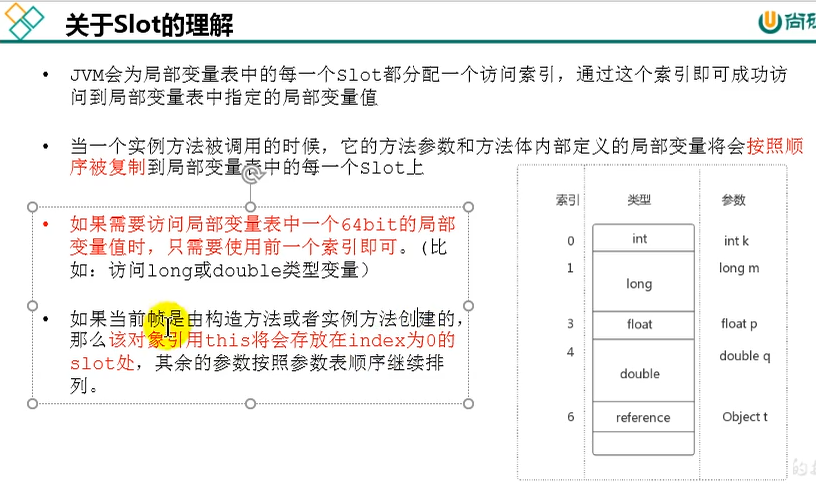 关于Slot的理解
尚硅
• JVM会为局部变量表中的每一个Slot都分配一个访问索引，通过这个索引即可成功访
问到局部变量表中指定的局部变量值
• 当一个实例方法被调用的时候，它的方法参数和方法体内部定义的局部变量将会按照顺
序被复制到局部变量表中的每一个Slot上
• 如果需要访问局部变量表中一个64bit的局部
变量值时，只需要使用前一个索引即可。(比
如：访问long或double类型变量）
• 如果当前帧是由构造方法或者实例方法创建的，
那么该对象引用this将会存放在index为0的
slot处，其余的参数按照参数表顺序继续排
列。
索引 类型 参数
0 int int k
1 long long m
3 float float p
4 double double q
6 reference Object t
的